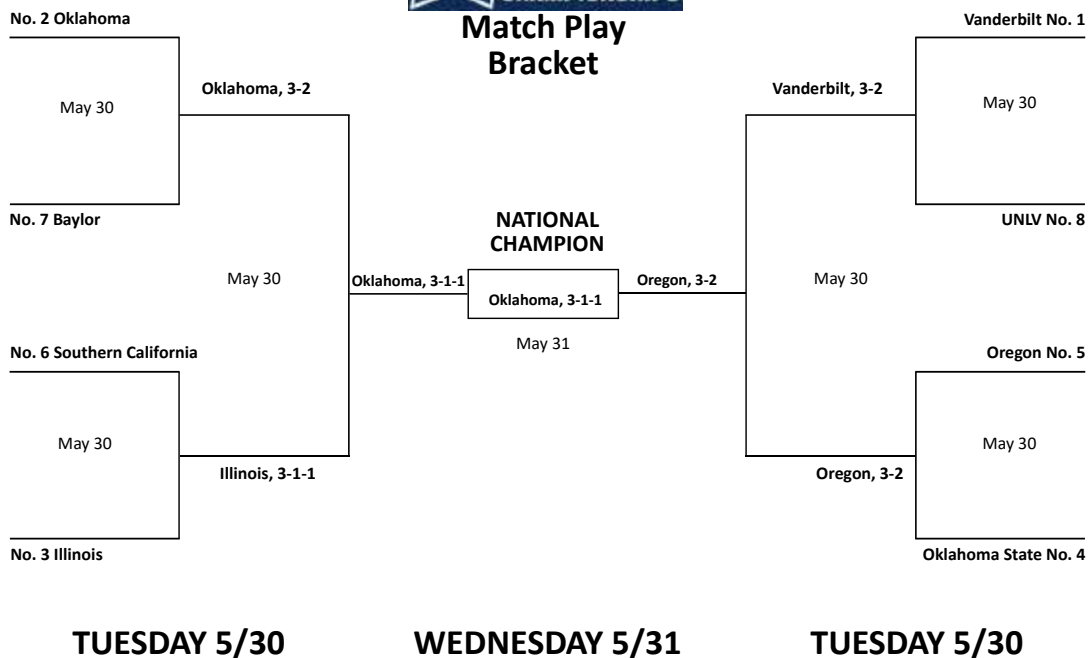 Match Play
Bracket
No. 2 Oklahoma
Vanderbilt No. 1
Oklahoma, 3-2
Vanderbilt, 3-2
May 30
May 30
No. 7 Baylor
UNLV No. 8
NATIONAL
CHAMPION
May 30
Oklahoma, 3-1-1
Oklahoma, 3-1-1
Oregon, 3-2
May 30
May 31
No. 6 Southern California
Oregon No. 5
May 30
May 30
Illinois, 3-1-1
Oregon, 3-2
No. 3 Illinois
Oklahoma State No. 4
TUESDAY 5/30
WEDNESDAY 5/31
TUESDAY 5/30